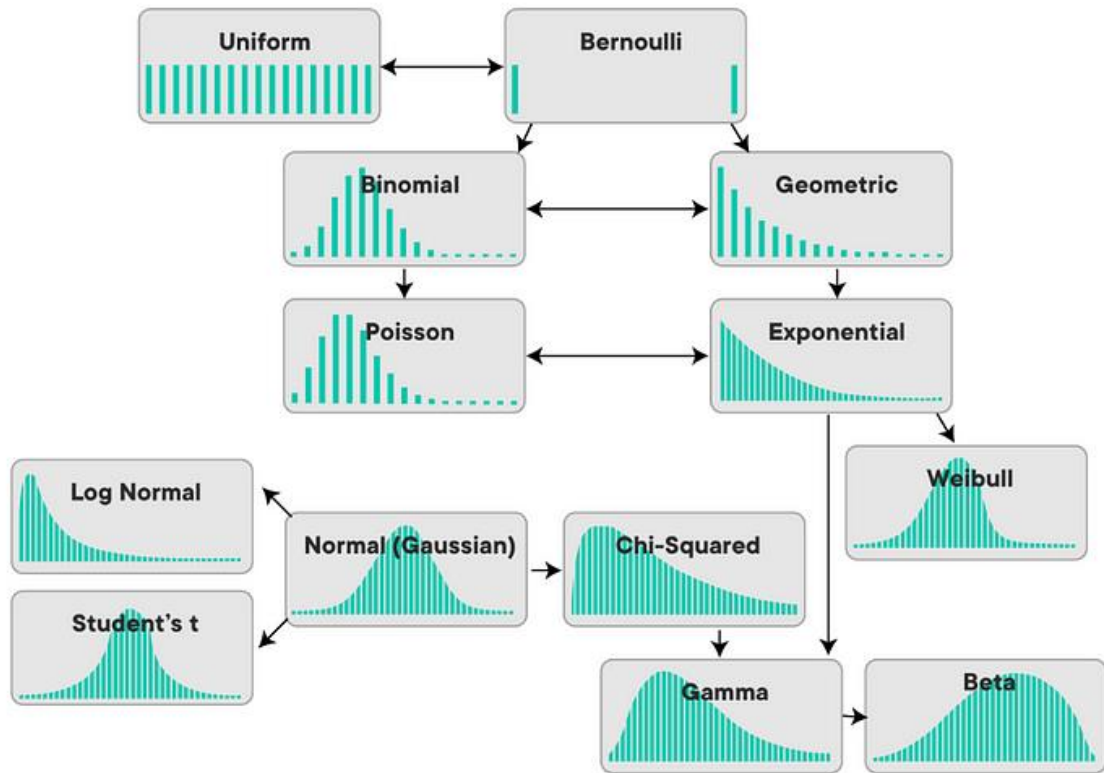 Uniform
Bernoulli
Binomial
Geometric
Poisson
Exponential
Weibull
Log Normal
Normal (Gaussian)
Chi-Squared
Student's t
Gamma
Beta